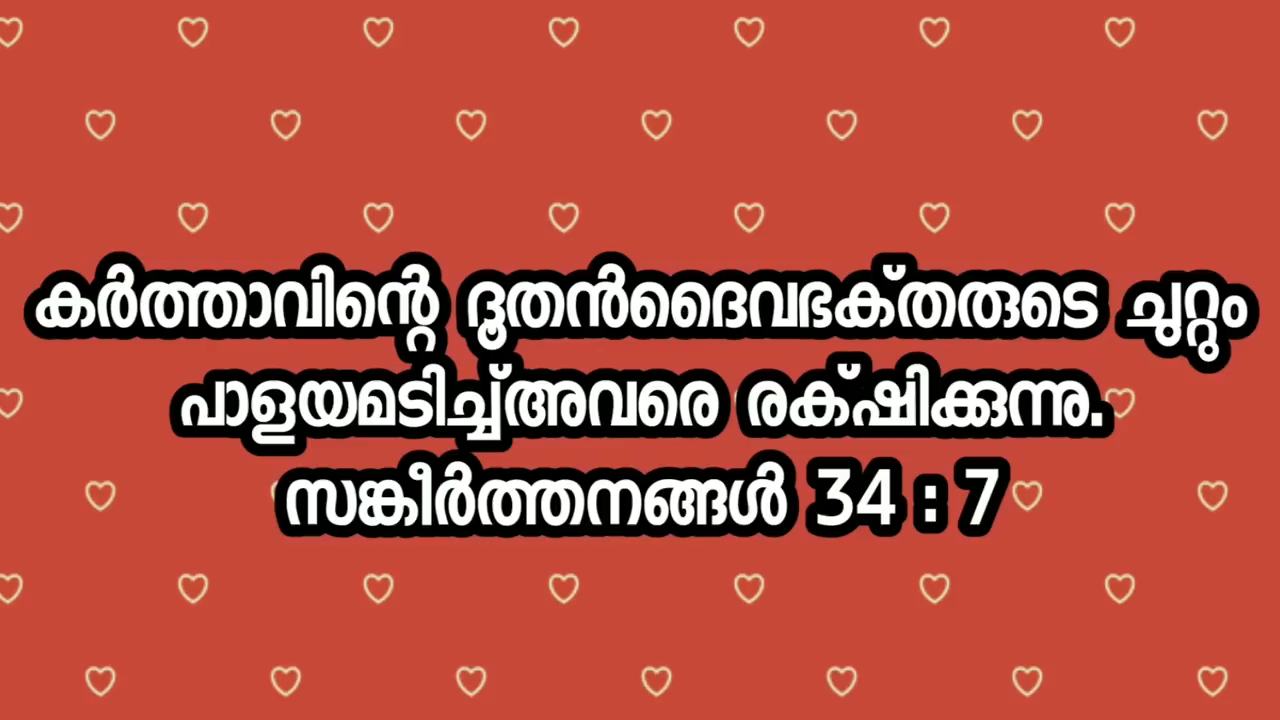 കർത്താവിന്റെ ദൂതൻദൈവഭക്‌തരുടെ ചുറ്റും
പാളയമടിച്ച്അവരെ രക്‌ഷിക്കുന്നു.
സങ്കീർത്തനങ്ങൾ 34 : 7